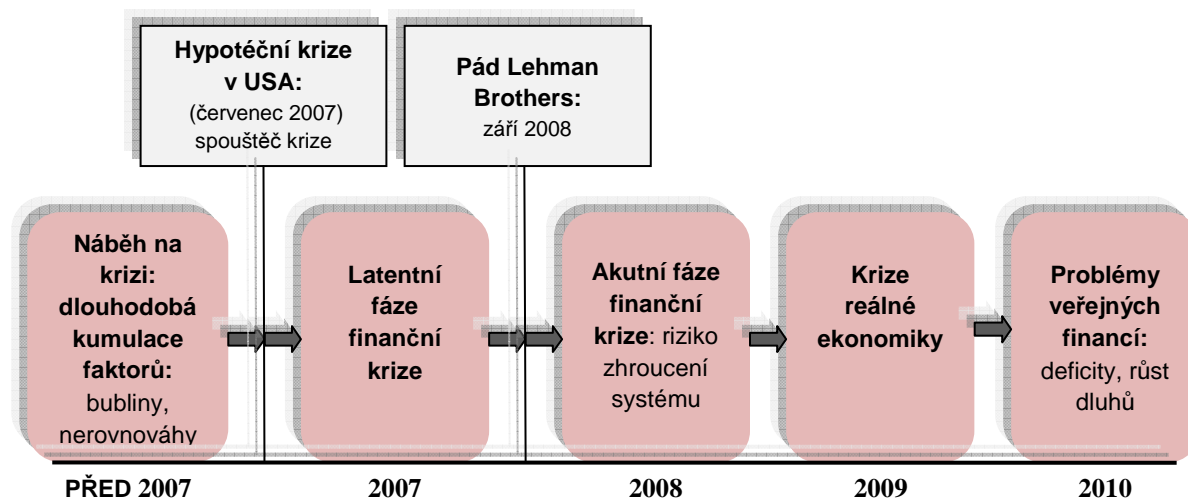 Hypotéční krize
v USA:
(červenec 2007)
spouštěč krize
Pád Lehman
Brothers:
září 2008
Náběh na
krizi:
dlouhodobá
kumulace
faktorů:
bubliny,
nerovnováhy
Latentní
fáze
finanční
krize
Akutní fáze
finanční
krize: riziko
zhroucení
systému
Krize
reálné
ekonomiky
Problémy
veřejných
financí:
deficity, růst
dluhů
PŘED 2007
2007
2008
2009
2010